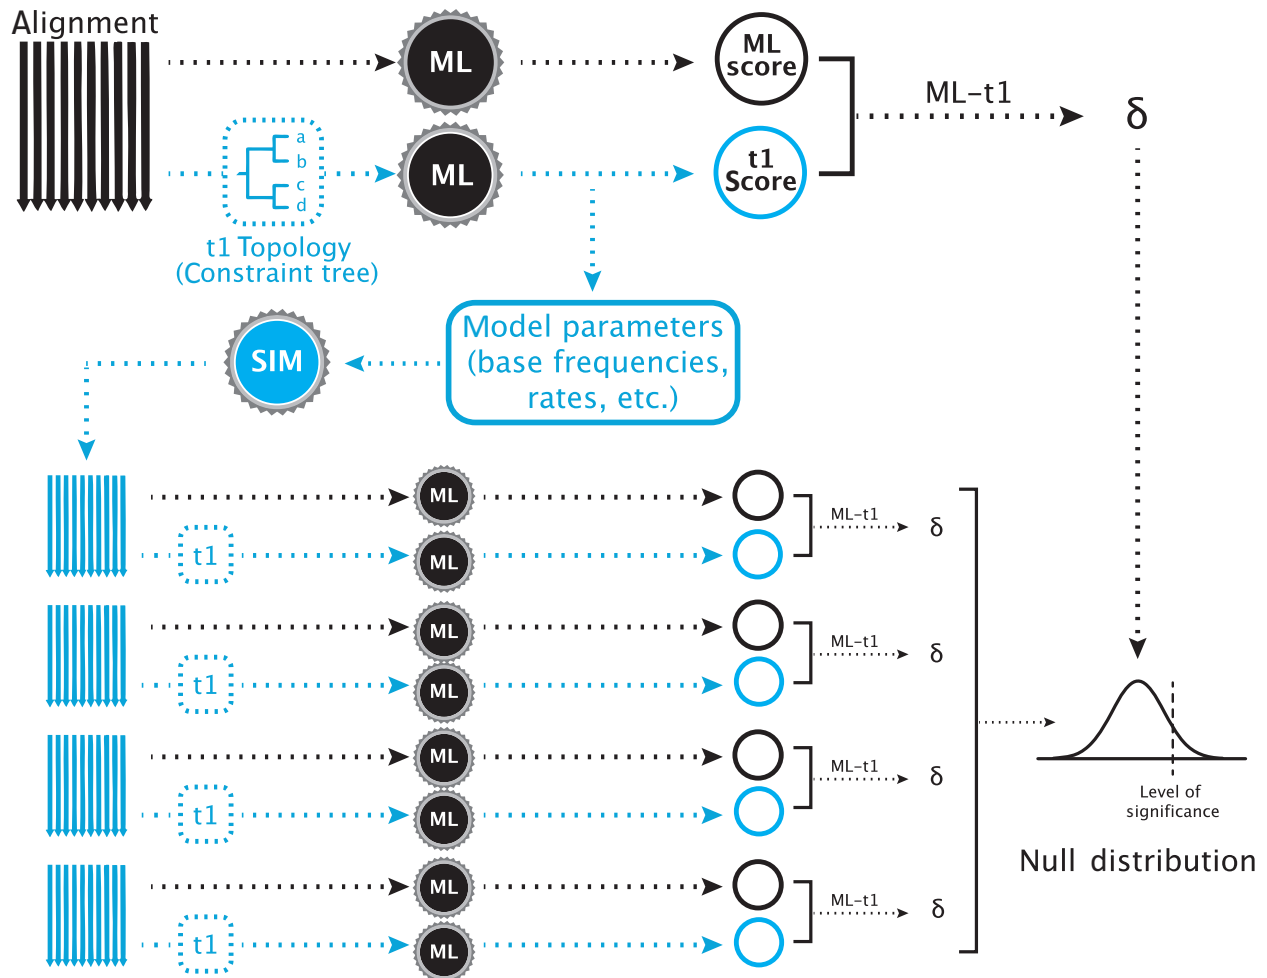 Alignment
ML
ML
score
ML-t1
δ
a
b
c
d
ML
t1
Score
t1 Topology
(Constraint tree)
Model parameters
(base frequencies,
rates, etc.)
SIM
ML
ML-t1
δ
t1
ML
ML
ML-t1
δ
t1
ML
ML
ML-t1
δ
t1
ML
Level of
significance
Null distribution
ML
ML-t1
δ
t1
ML